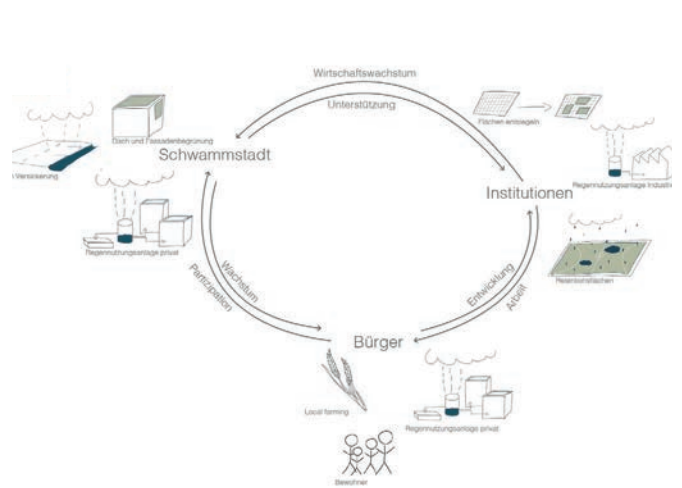 Wirtschaftswachstum
Unterstützung
Dach und Fassadenbegrünung
Schwammstadt
n Versickerung
Regennutzungsanlage privat
Flächen entsiegeln
Institutionen
Regennutzungsanlage Industrie
Retentionsflächen
Wachstum
Partizipation
Entwicklung
Arbeit
Bürger
Local farming
Regennutzungsanlage privat
Bewohner